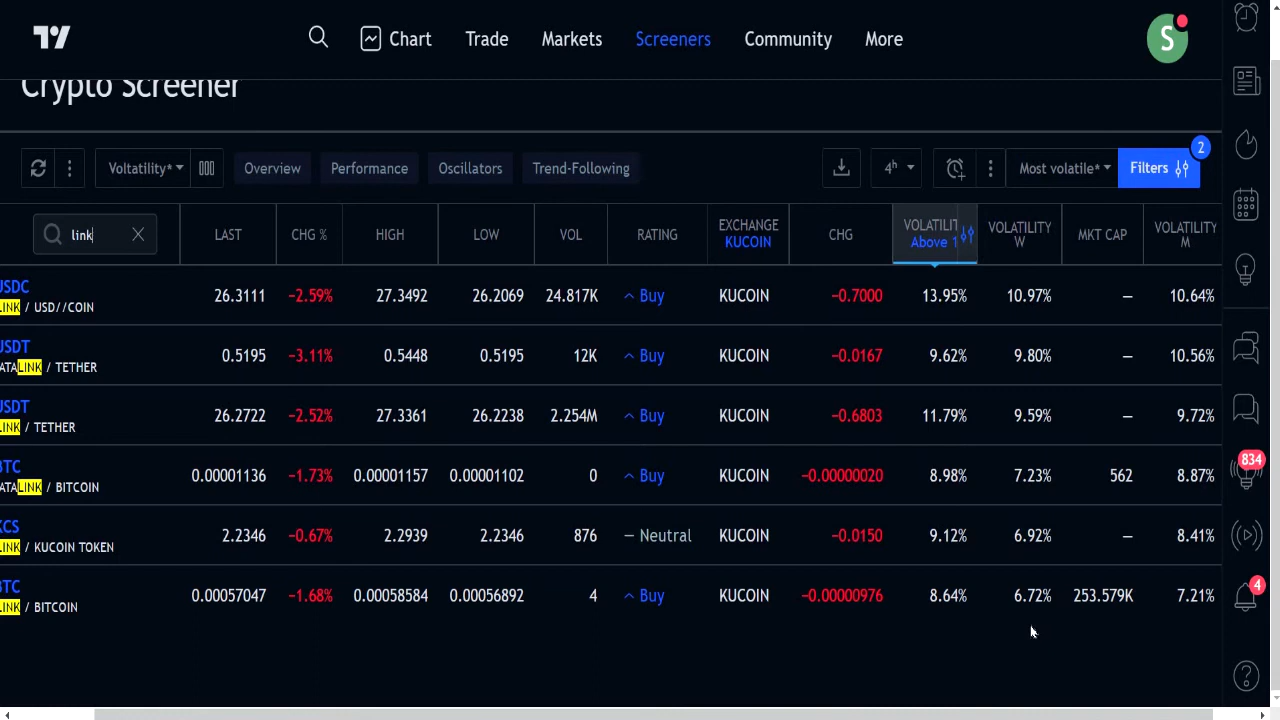 TV
Chart Trade Markets Screeners Community More
S
Crypto Screener
Voltatility* Overview Performance Oscillators Trend-Following
4h Most volatile* Filters 2
link LAST CHG % HIGH LOW VOL RATING EXCHANGE KUCOIN CHG VOLATILIT Above 1 VOLATILITY W MKT CAP VOLATILITY M
USDC
LINK / USD//COIN 26.3111 −2.59% 27.3492 26.2069 24.817K Buy KUCOIN −0.7000 13.95% 10.97% — 10.64%
USDT
ATALINK / TETHER 0.5195 −3.11% 0.5448 0.5195 12K Buy KUCOIN −0.0167 9.62% 9.80% — 10.56%
USDT
LINK / TETHER 26.2722 −2.52% 27.3361 26.2238 2.254M Buy KUCOIN −0.6803 11.79% 9.59% — 9.72%
BTC
ATALINK / BITCOIN 0.00001136 −1.73% 0.00001157 0.00001102 0 Buy KUCOIN −0.00000020 8.98% 7.23% 562 8.87%
KCS
LINK / KUCOIN TOKEN 2.2346 −0.67% 2.2939 2.2346 876 — Neutral KUCOIN −0.0150 9.12% 6.92% — 8.41%
BTC
LINK / BITCOIN 0.00057047 −1.68% 0.00058584 0.00056892 4 Buy KUCOIN −0.00000976 8.64% 6.72% 253.579K 7.21%
834
4